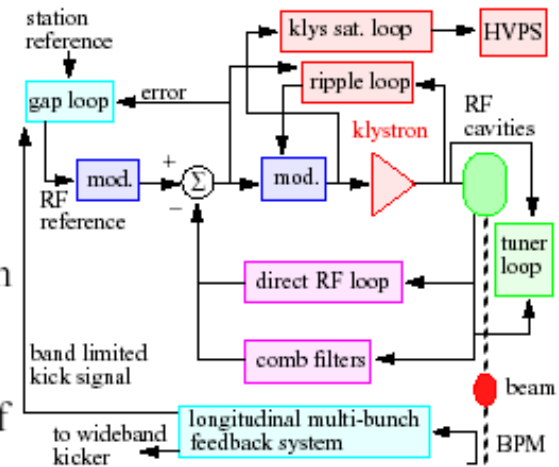 station
reference
klys sat. loop
HVPS
gap loop
error
ripple loop
RF
cavities
klystron
mod.
+
Σ
−
mod.
RF
reference
tuner
loop
direct RF loop
n
comb filters
band limited
kick signal
beam
f
longitudinal multi-bunch
feedback system
to wideband
kicker
BPM